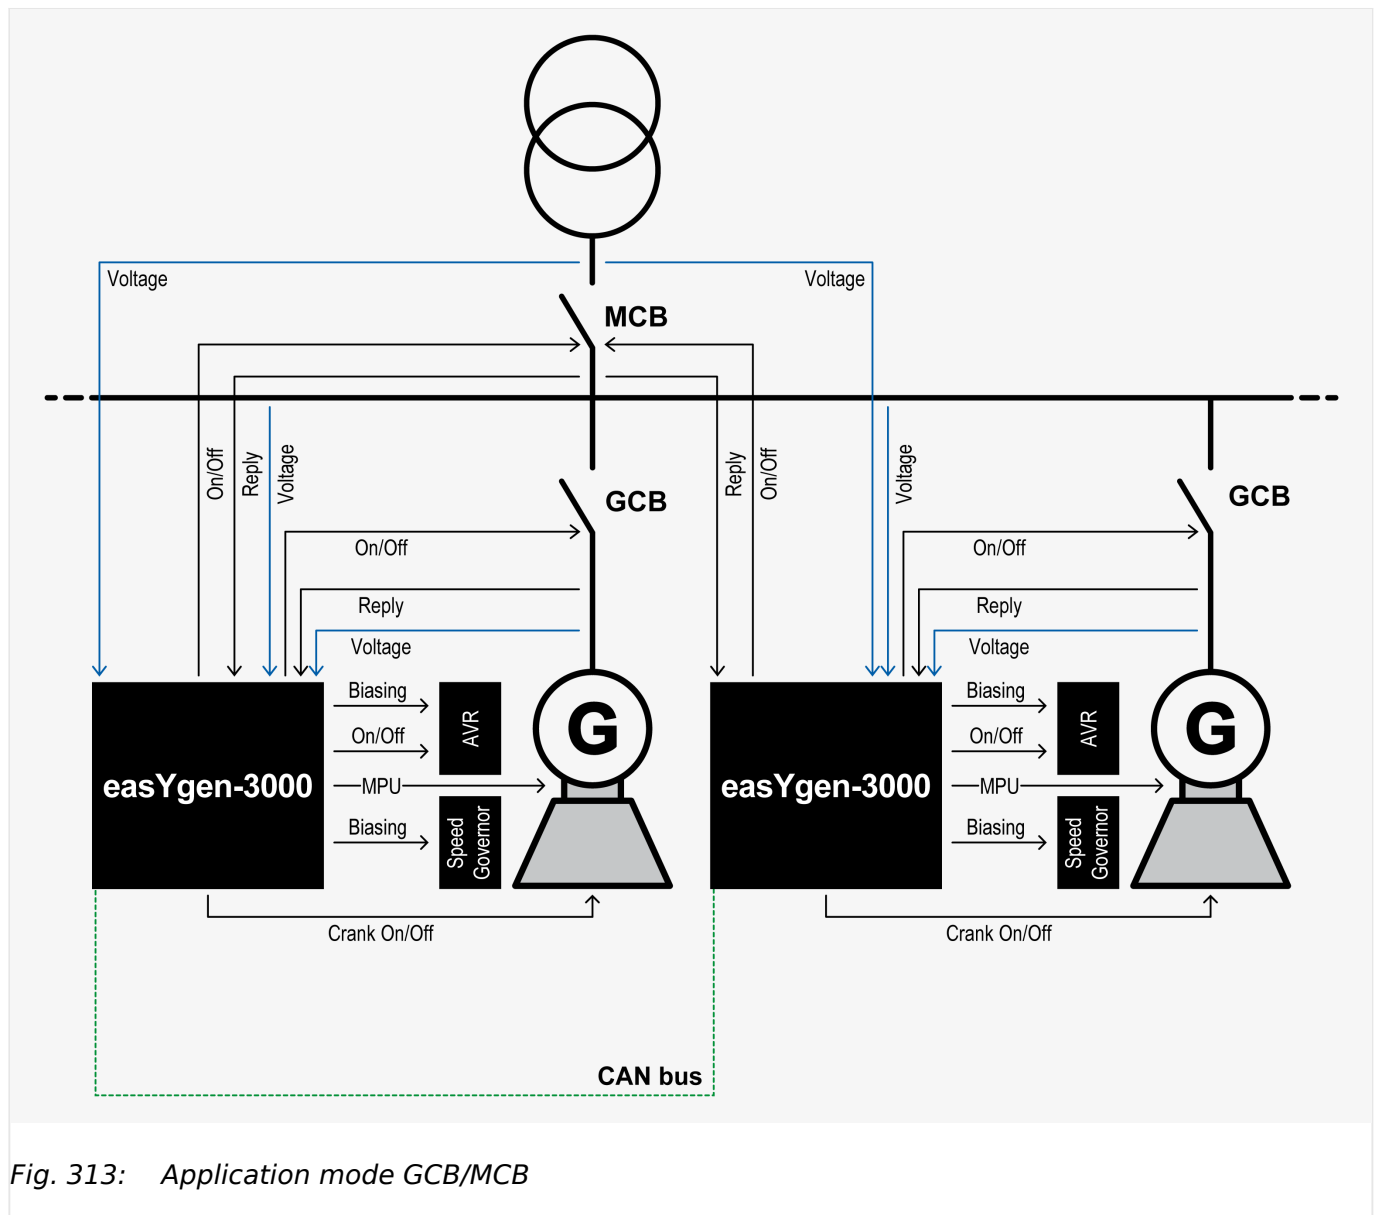 Voltage
Voltage
MCB
On/Off
Reply
Voltage
Reply
On/Off
Voltage
GCB
GCB
On/Off
On/Off
Reply
Reply
Voltage
Voltage
Biasing
Biasing
On/Off
AVR
On/Off
AVR
G
G
easYgen-3000
MPU
easYgen-3000
MPU
Biasing
Speed
Governor
Biasing
Speed
Governor
Crank On/Off
Crank On/Off
CAN bus
Fig. 313: Application mode GCB/MCB